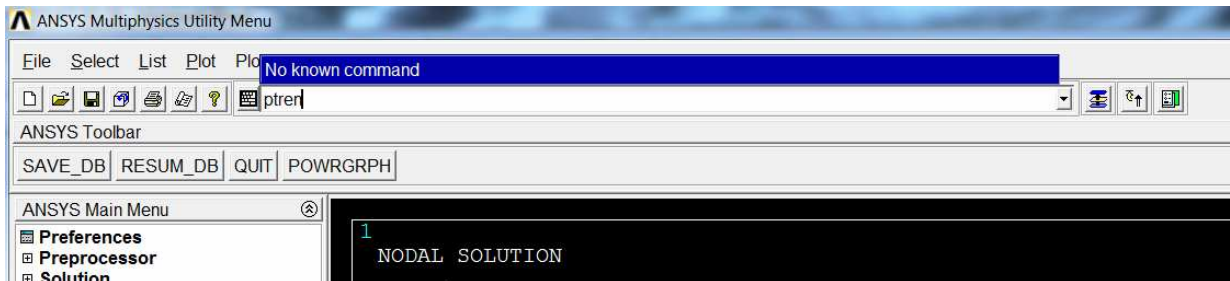 ANSYS Multiphysics Utility Menu
File Select List Plot Plo
No known command
ptren
ANSYS Toolbar
SAVE_DB RESUM_DB QUIT POWRGRPH
ANSYS Main Menu
Preferences
Preprocessor
Solution
1
NODAL SOLUTION